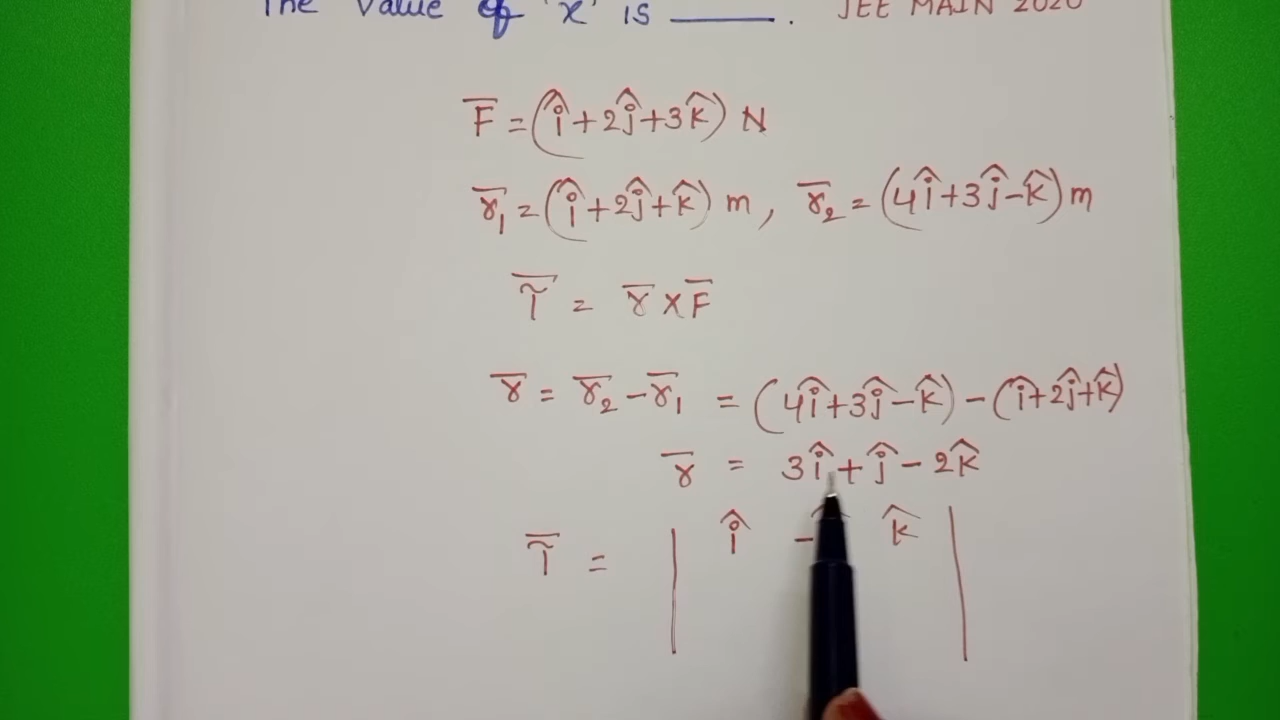 The value of 'x' is ____. JEE MAIN 2020
F̅ = (î+2ĵ+3k̂) N
r̅₁ = (î+2ĵ+k̂) m, r̅₂ = (4î+3ĵ-k̂) m
τ̅ = r̅ × F̅
r̅ = r̅₂ - r̅₁ = (4î+3ĵ-k̂) - (î+2ĵ+k̂)
r̅ = 3î+ĵ-2k̂
τ̅ = | î - k̂ |